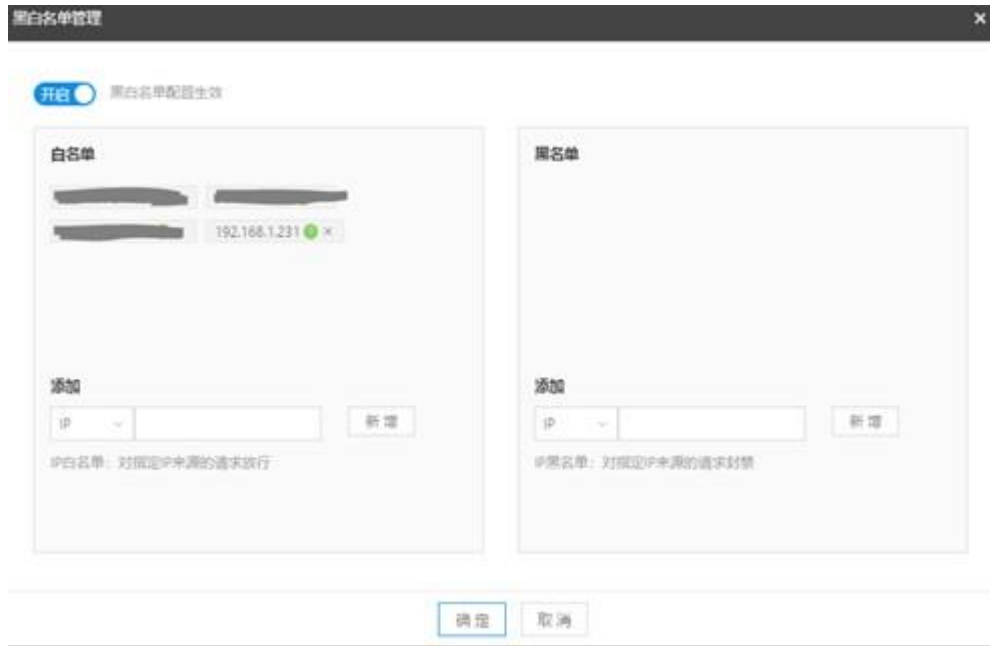 黑白名单管理 ×
开启 黑白名单配置生效
白名单
192.168.1.231 ×
添加
IP 新增
IP白名单：对指定IP来源的请求放行
黑名单
添加
IP 新增
IP黑名单：对指定IP来源的请求封禁
确定 取消